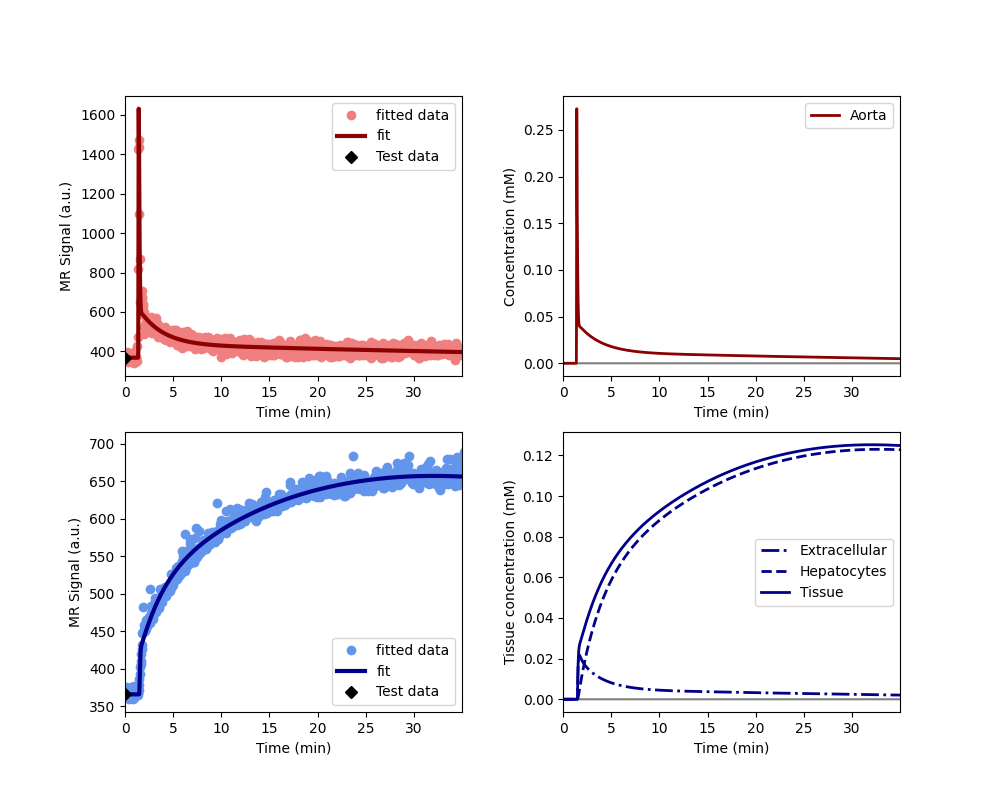 1600
1400
1200
1000
800
600
400
MR Signal (a.u.)
0 5 10 15 20 25 30
Time (min)
fitted data
fit
Test data
0.25
0.20
0.15
0.10
0.05
0.00
Concentration (mM)
0 5 10 15 20 25 30
Time (min)
Aorta
700
650
600
550
500
450
400
350
MR Signal (a.u.)
0 5 10 15 20 25 30
Time (min)
fitted data
fit
Test data
0.12
0.10
0.08
0.06
0.04
0.02
0.00
Tissue concentration (mM)
0 5 10 15 20 25 30
Time (min)
Extracellular
Hepatocytes
Tissue